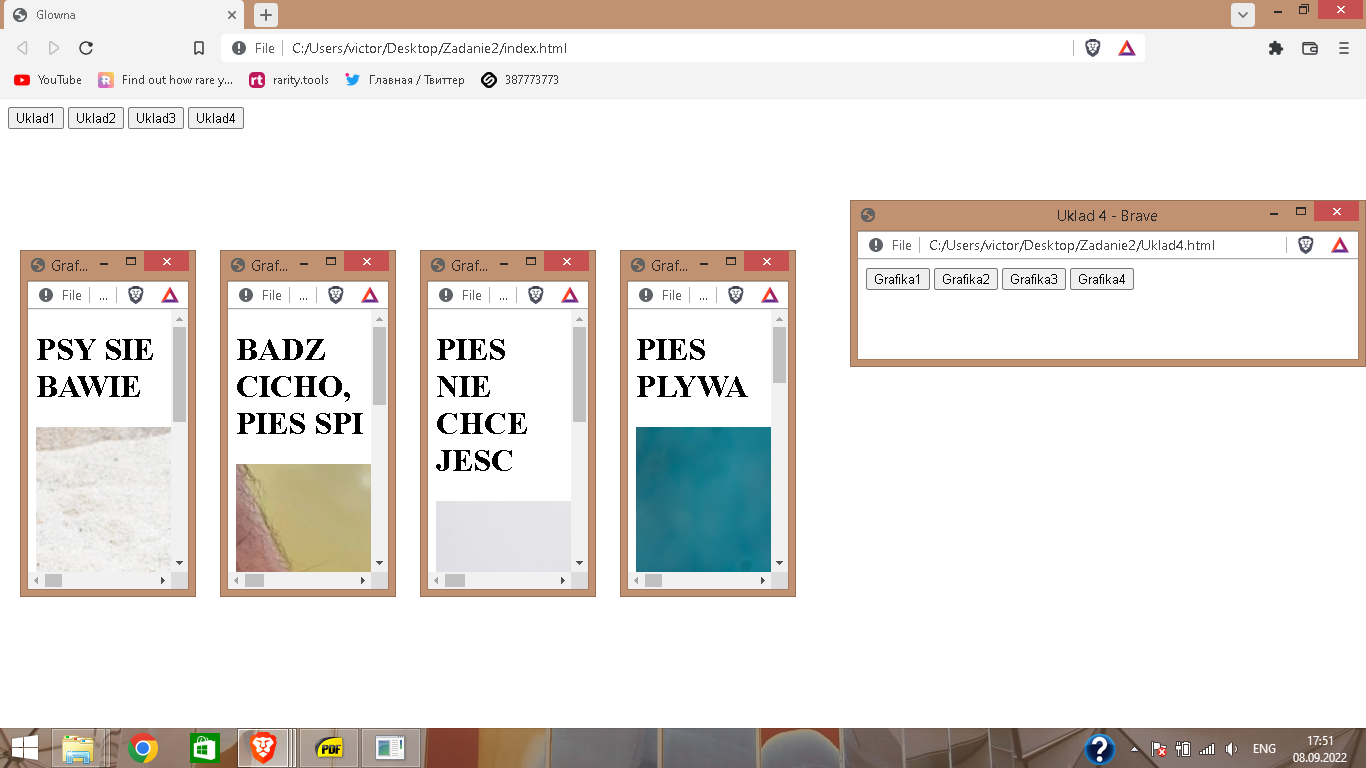 Glowna
File
C:/Users/victor/Desktop/Zadanie2/index.html
YouTube
Find out how rare y...
rarity.tools
Главная / Твиттер
387773773
Uklad1 Uklad2 Uklad3 Uklad4
Uklad 4 - Brave
File
C:/Users/victor/Desktop/Zadanie2/Uklad4.html
Grafika1 Grafika2 Grafika3 Grafika4
Graf...
File ...
PSY SIE
BAWIE
Graf...
File ...
BADZ
CICHO,
PIES SPI
Graf...
File ...
PIES
NIE
CHCE
JESC
Graf...
File ...
PIES
PLYWA
PDF
ENG
17:51
08.09.2022